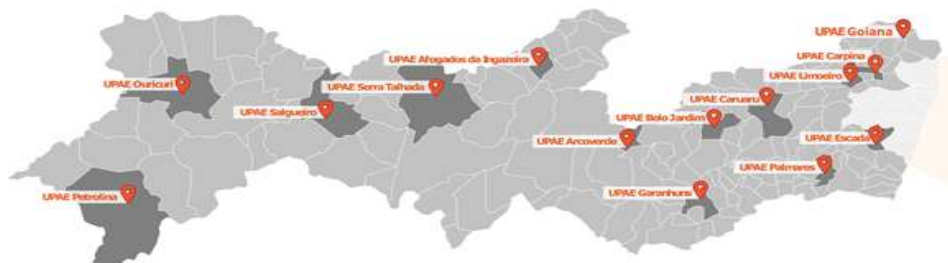 UPAE Goiana
UPAE Afogados da Ingazeira
UPAE Carpina
UPAE Limoeiro
UPAE Ouricuri
UPAE Serra Talhada
UPAE Caruaru
UPAE Salgueiro
UPAE Belo Jardim
UPAE Arcoverde
UPAE Escada
UPAE Palmares
UPAE Petrolina
UPAE Garanhuns